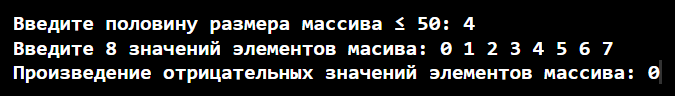 Введите половину размера массива ≤ 50: 4
Введите 8 значений элементов масива: 0 1 2 3 4 5 6 7
Произведение отрицательных значений элементов массива: 0